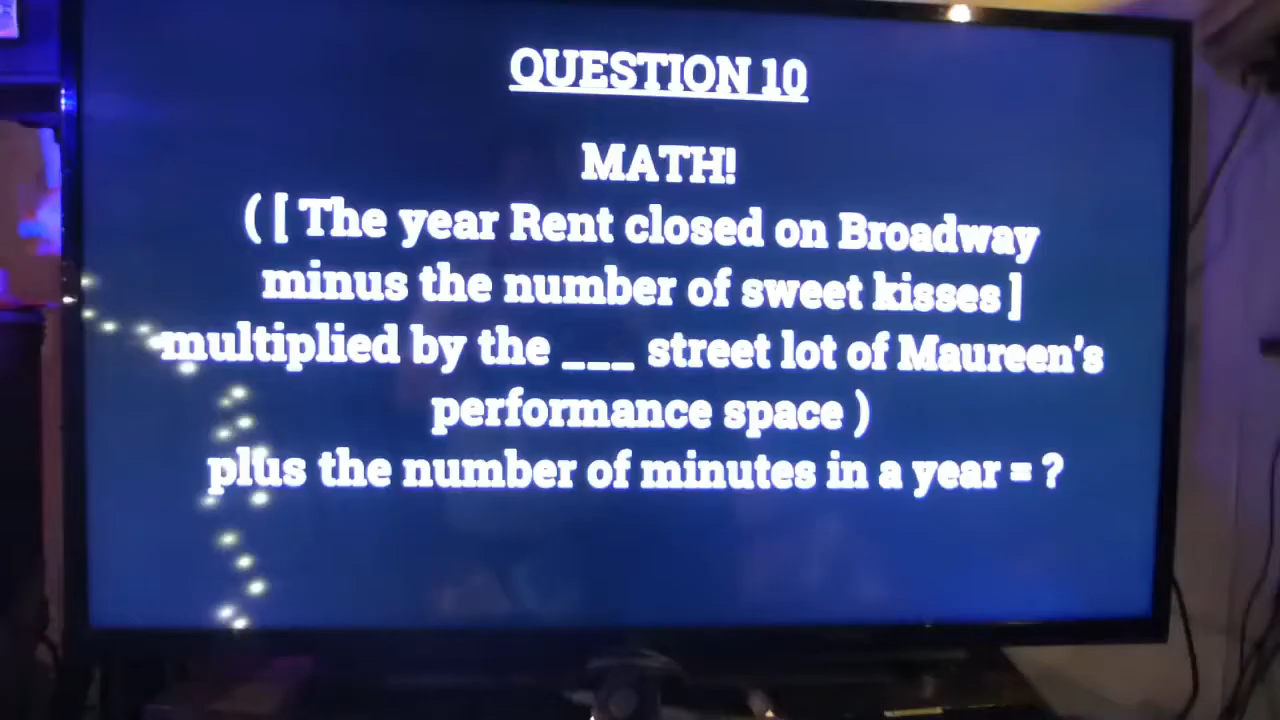 QUESTION 10
MATH!
( [ The year Rent closed on Broadway
minus the number of sweet kisses ]
multiplied by the ___ street lot of Maureen's
performance space )
plus the number of minutes in a year = ?